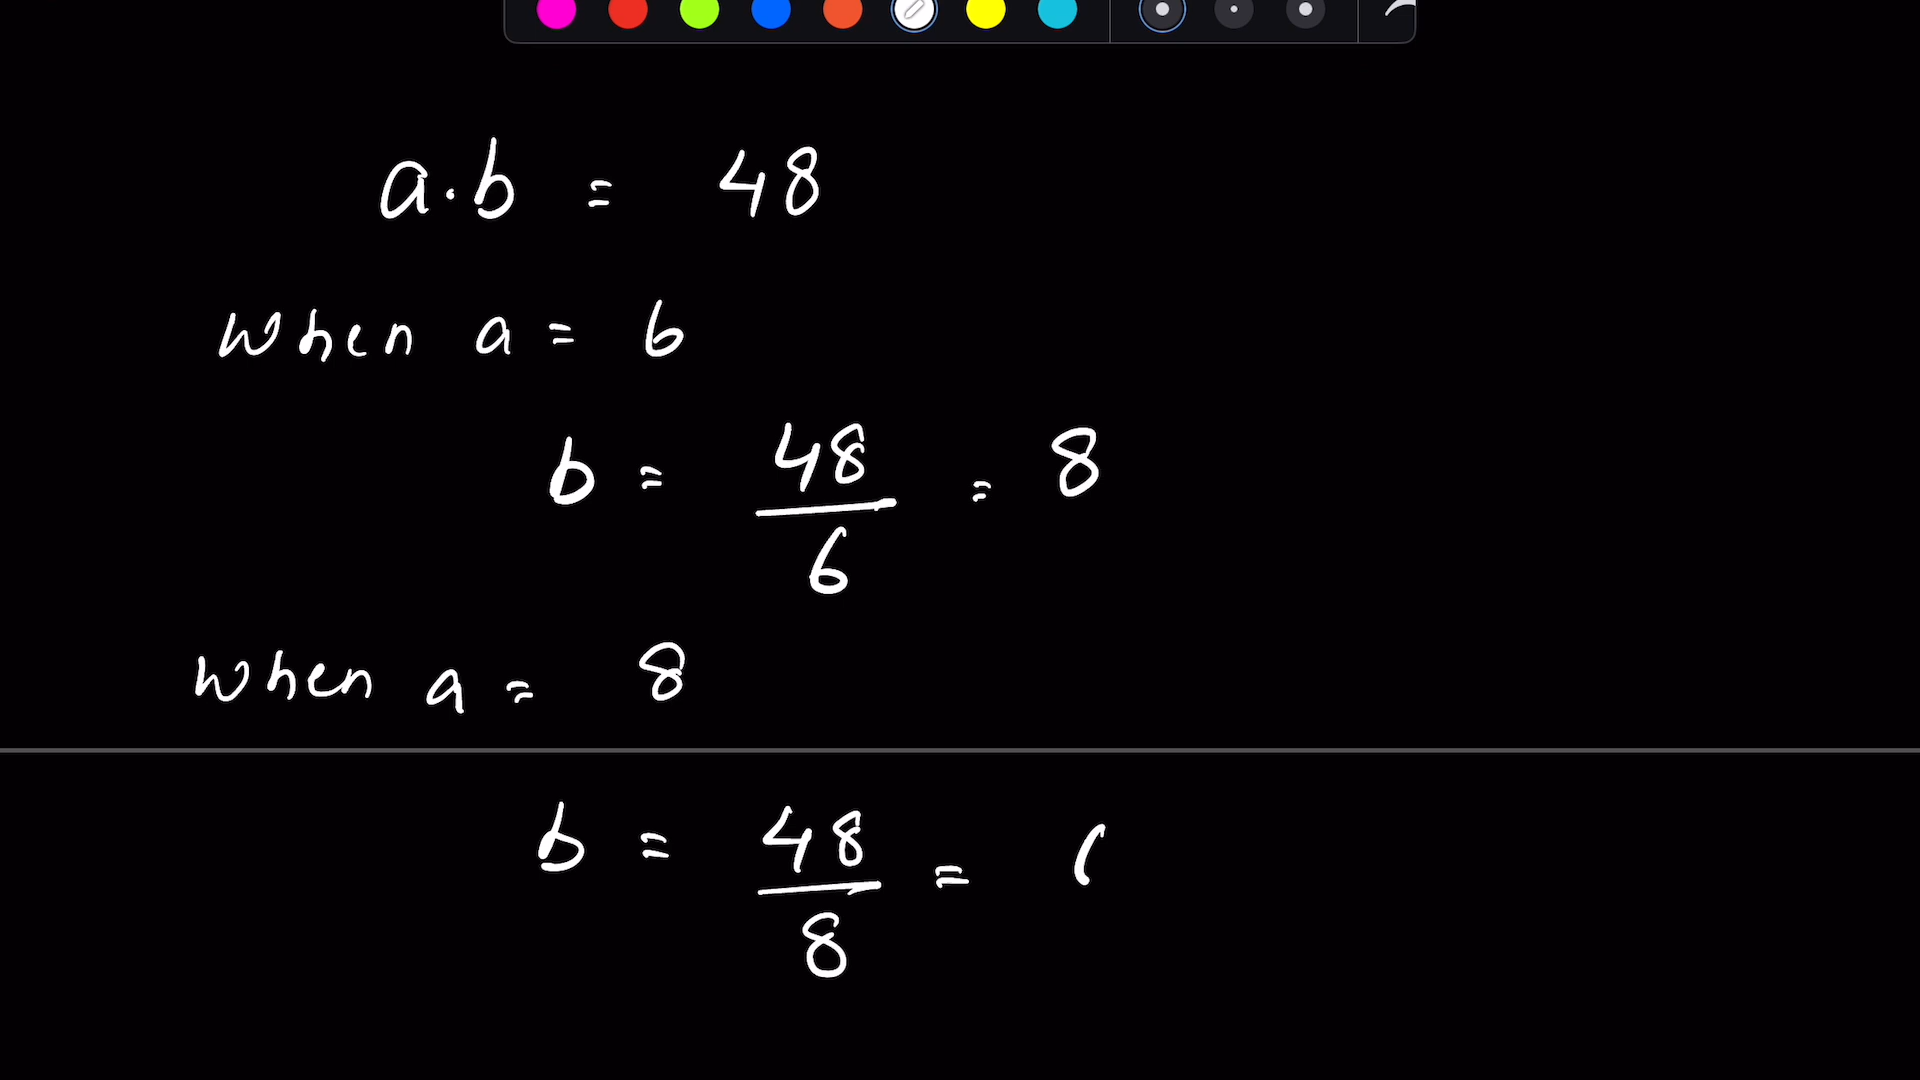 a·b = 48
when a = 6
b = 48/6 = 8
when a = 8
b = 48/8 = (